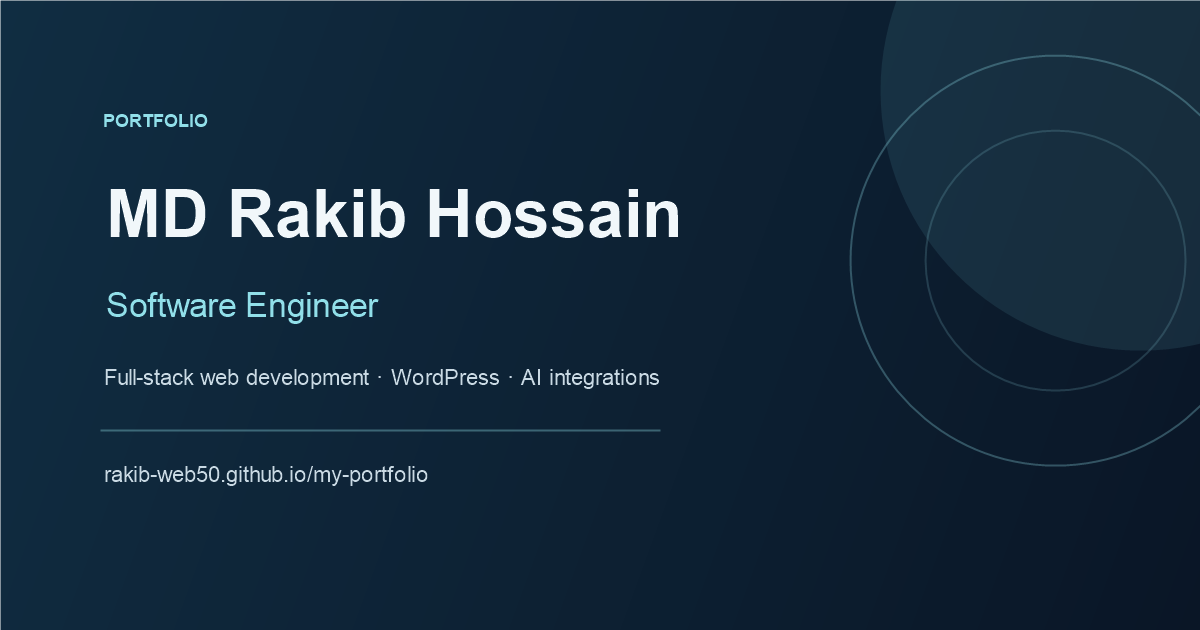 PORTFOLIO
MD Rakib Hossain
Software Engineer
Full-stack web development · WordPress · AI integrations
rakib-web50.github.io/my-portfolio